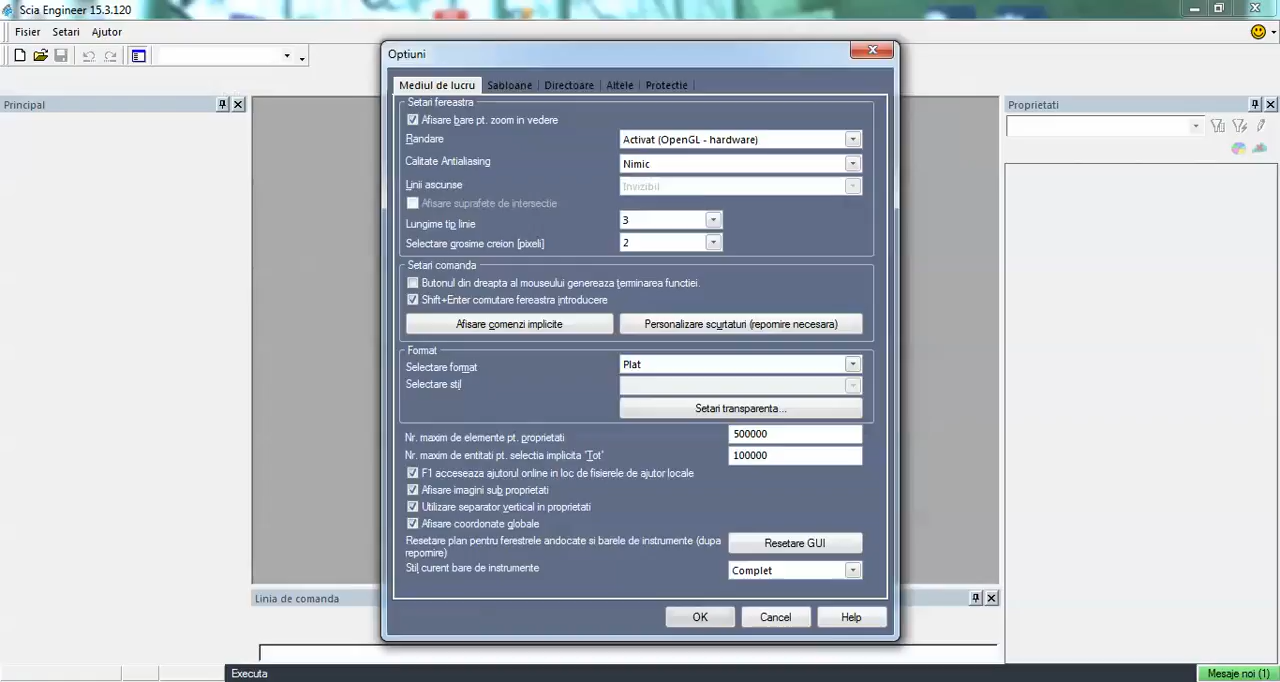 Scia Engineer 15.3.120
Fisier Setari Ajutor
Principal
Proprietati
Optiuni
Mediul de lucru Sabloane Directoare Altele Protectie
Setari fereastra
Afisare bare pt. zoom in vedere
Randare Activat (OpenGL - hardware)
Calitate Antialiasing Nimic
Linii ascunse Invizibil
Afisare suprafete de intersectie
Lungime tip linie 3
Selectare grosime creion [pixeli] 2
Setari comanda
Butonul din dreapta al mouseului genereaza terminarea functiei.
Shift+Enter comutare fereastra introducere
Afisare comenzi implicite Personalizare scurtaturi (repornire necesara)
Format
Selectare format Plat
Selectare stil
Setari transparenta...
Nr. maxim de elemente pt. proprietati 500000
Nr. maxim de entitati pt. selectia implicita 'Tot' 100000
F1 acceseaza ajutorul online in loc de fisierele de ajutor locale
Afisare imagini sub proprietati
Utilizare separator vertical in proprietati
Afisare coordonate globale
Resetare plan pentru ferestrele andocate si barele de instrumente (dupa
repornire)
Resetare GUI
Stil curent bare de instrumente Complet
OK Cancel Help
Linia de comanda
Executa
Mesaje noi (1)